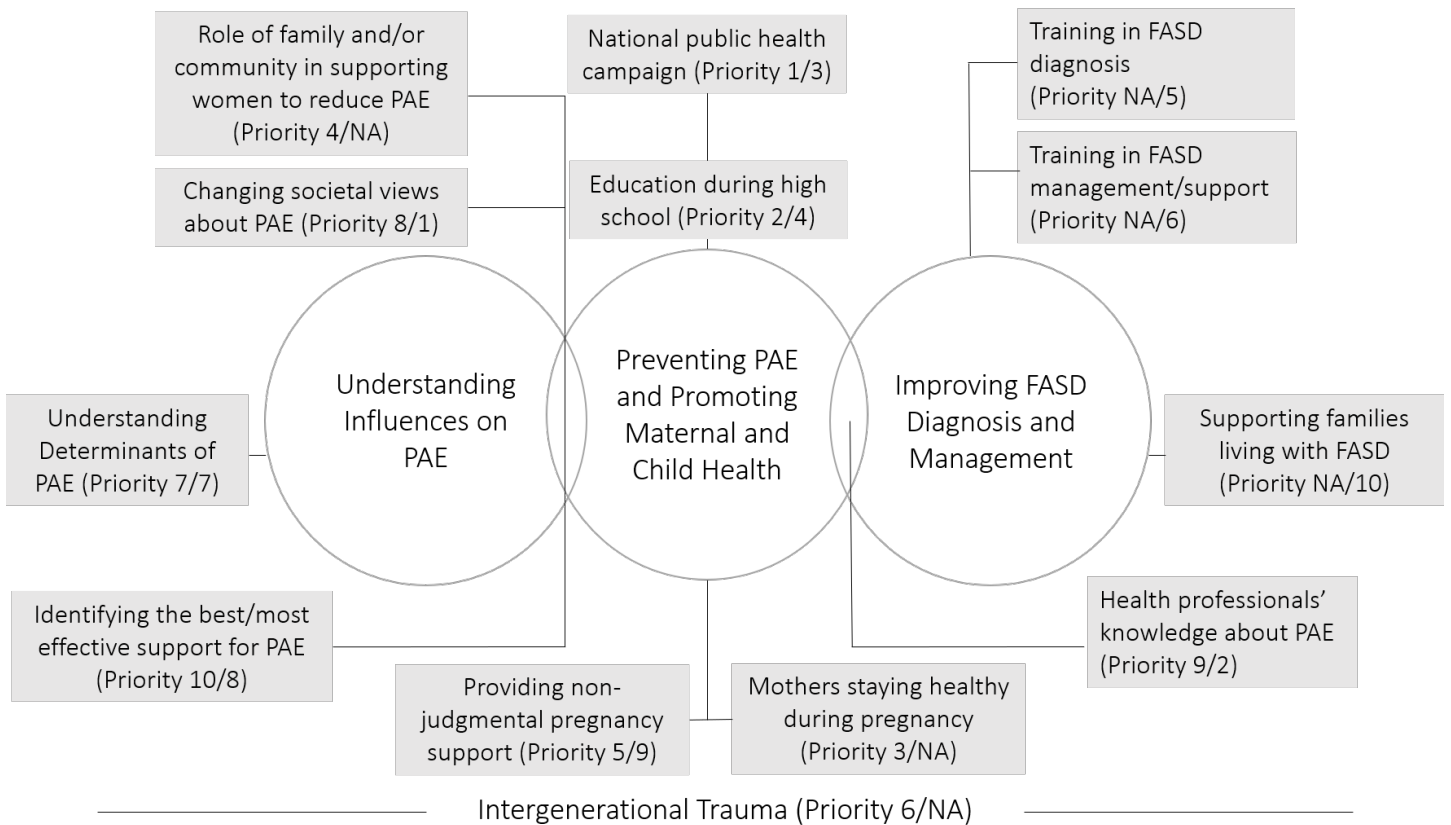 Role of family and/or
community in supporting
women to reduce PAE
(Priority 4/NA)
National public health
campaign (Priority 1/3)
Training in FASD
diagnosis
(Priority NA/5)
Changing societal views
about PAE (Priority 8/1)
Education during high
school (Priority 2/4)
Training in FASD
management/support
(Priority NA/6)
Understanding
Influences on
PAE
Preventing PAE
and Promoting
Maternal and
Child Health
Improving FASD
Diagnosis and
Management
Understanding
Determinants of
PAE (Priority 7/7)
Supporting families
living with FASD
(Priority NA/10)
Identifying the best/most
effective support for PAE
(Priority 10/8)
Health professionals’
knowledge about PAE
(Priority 9/2)
Providing non-
judgmental pregnancy
support (Priority 5/9)
Mothers staying healthy
during pregnancy
(Priority 3/NA)
Intergenerational Trauma (Priority 6/NA)